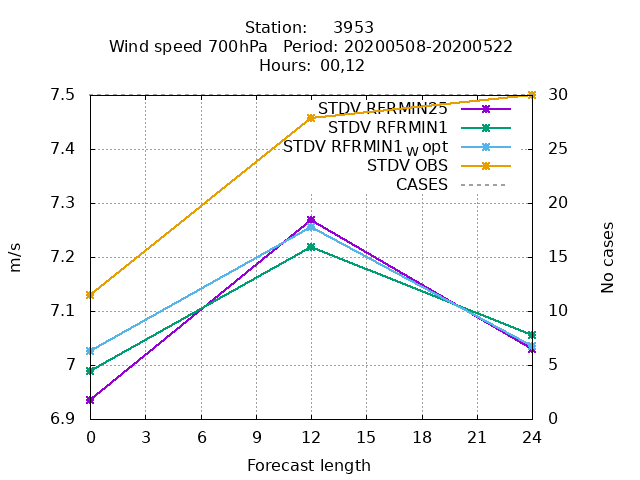 Station: 3953
Wind speed 700hPa Period: 20200508-20200522
Hours: 00,12
7.5
7.4
7.3
7.2
7.1
7
6.9
m/s
STDV RFRMIN25
STDV RFRMIN1
STDV RFRMIN1_W opt
STDV OBS
CASES
30
25
20
15
10
5
0
No cases
0 3 6 9 12 15 18 21 24
Forecast length